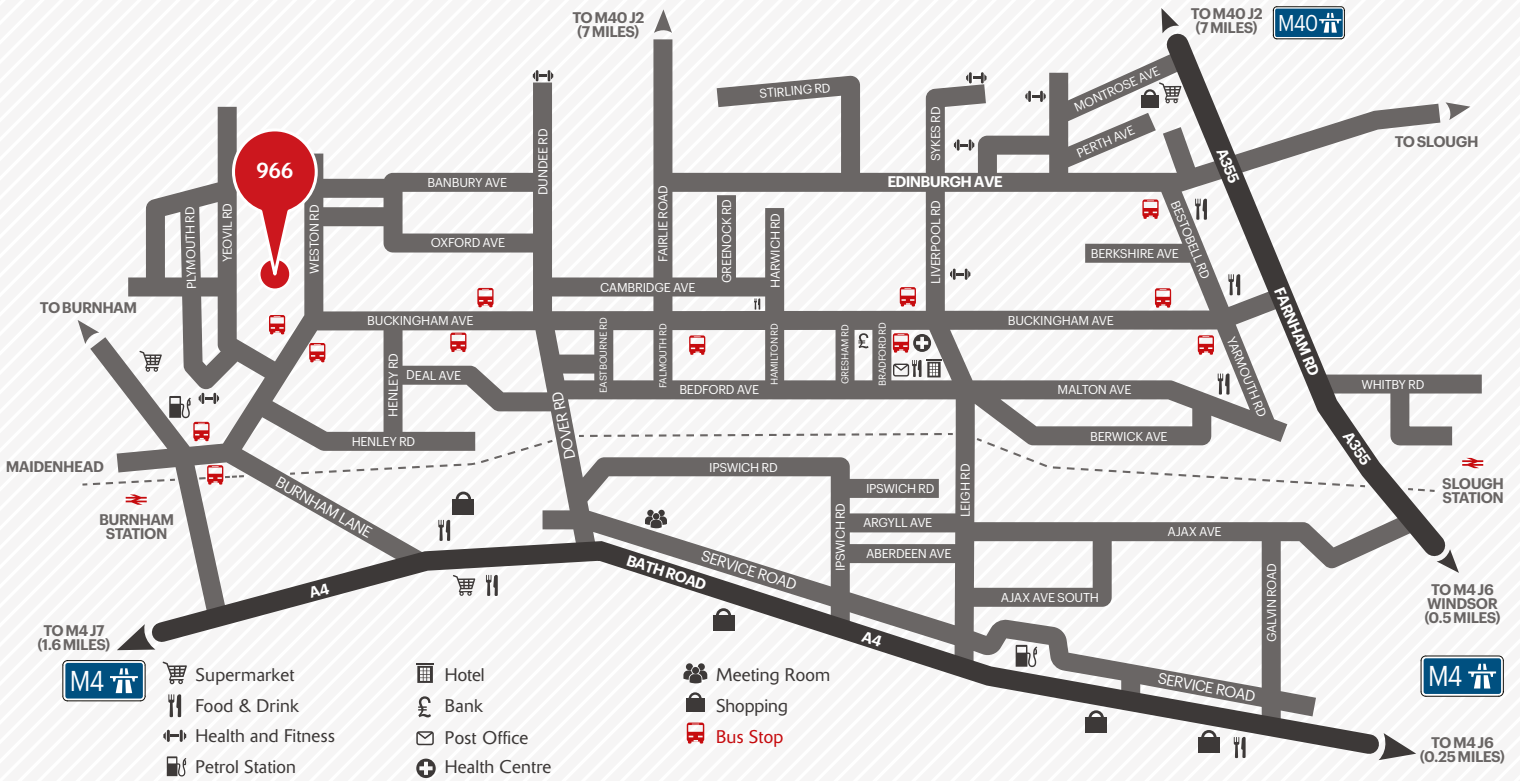 TO M40 J2
(7 MILES)
TO M40 J2
(7 MILES)
M40
STIRLING RD
MONTROSE AVE
SYKES RD
PERTH AVE
TO SLOUGH
A355
966
BANBURY AVE
DUNDEE RD
EDINBURGH AVE
FAIRLIE ROAD
GREENOCK RD
HARWICH RD
LIVERPOOL RD
BESTOBELL RD
PLYMOUTH RD
YEOVIL RD
WESTON RD
OXFORD AVE
BERKSHIRE AVE
CAMBRIDGE AVE
TO BURNHAM
BUCKINGHAM AVE
BUCKINGHAM AVE
FARNHAM RD
EASTBOURNE RD
FALMOUTH RD
HAMILTON RD
GRESHAM RD
£
BRADFORD RD
YARMOUTH RD
HENLEY RD
DEAL AVE
BEDFORD AVE
MALTON AVE
WHITBY RD
DOVER RD
HENLEY RD
BERWICK AVE
A355
MAIDENHEAD
BURNHAM
STATION
BURNHAM LANE
IPSWICH RD
IPSWICH RD
LEIGH RD
SLOUGH
STATION
IPSWICH RD
ARGYLL AVE
AJAX AVE
ABERDEEN AVE
SERVICE ROAD
BATH ROAD
A4
AJAX AVE SOUTH
GALVIN ROAD
TO M4 J6
WINDSOR
(0.5 MILES)
TO M4 J7
(1.6 MILES)
A4
M4
SERVICE ROAD
M4
TO M4 J6
(0.25 MILES)
Supermarket
Food & Drink
Health and Fitness
Petrol Station
Hotel
£ Bank
Post Office
Health Centre
Meeting Room
Shopping
Bus Stop